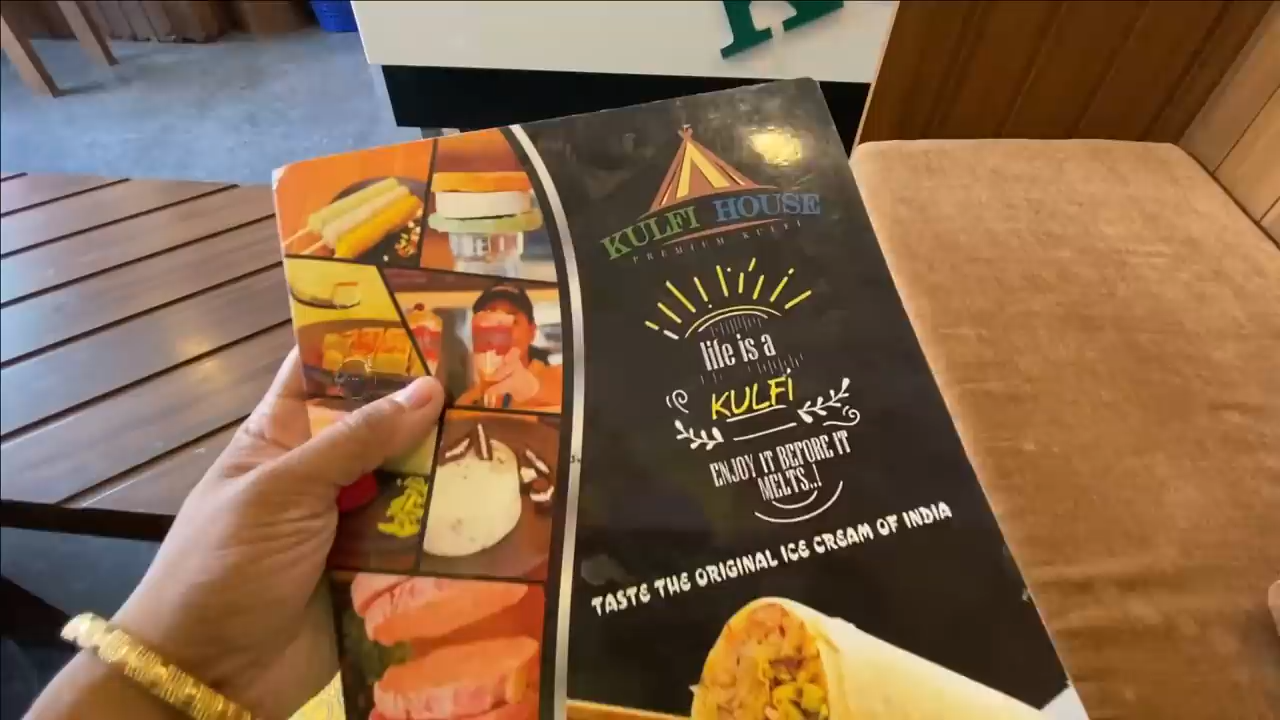 KULFI HOUSE
PREMIUM KULFI
life is a
KULFi
ENJOY IT BEFORE IT
MELTS..!
TASTE THE ORIGINAL ICE CREAM OF INDIA